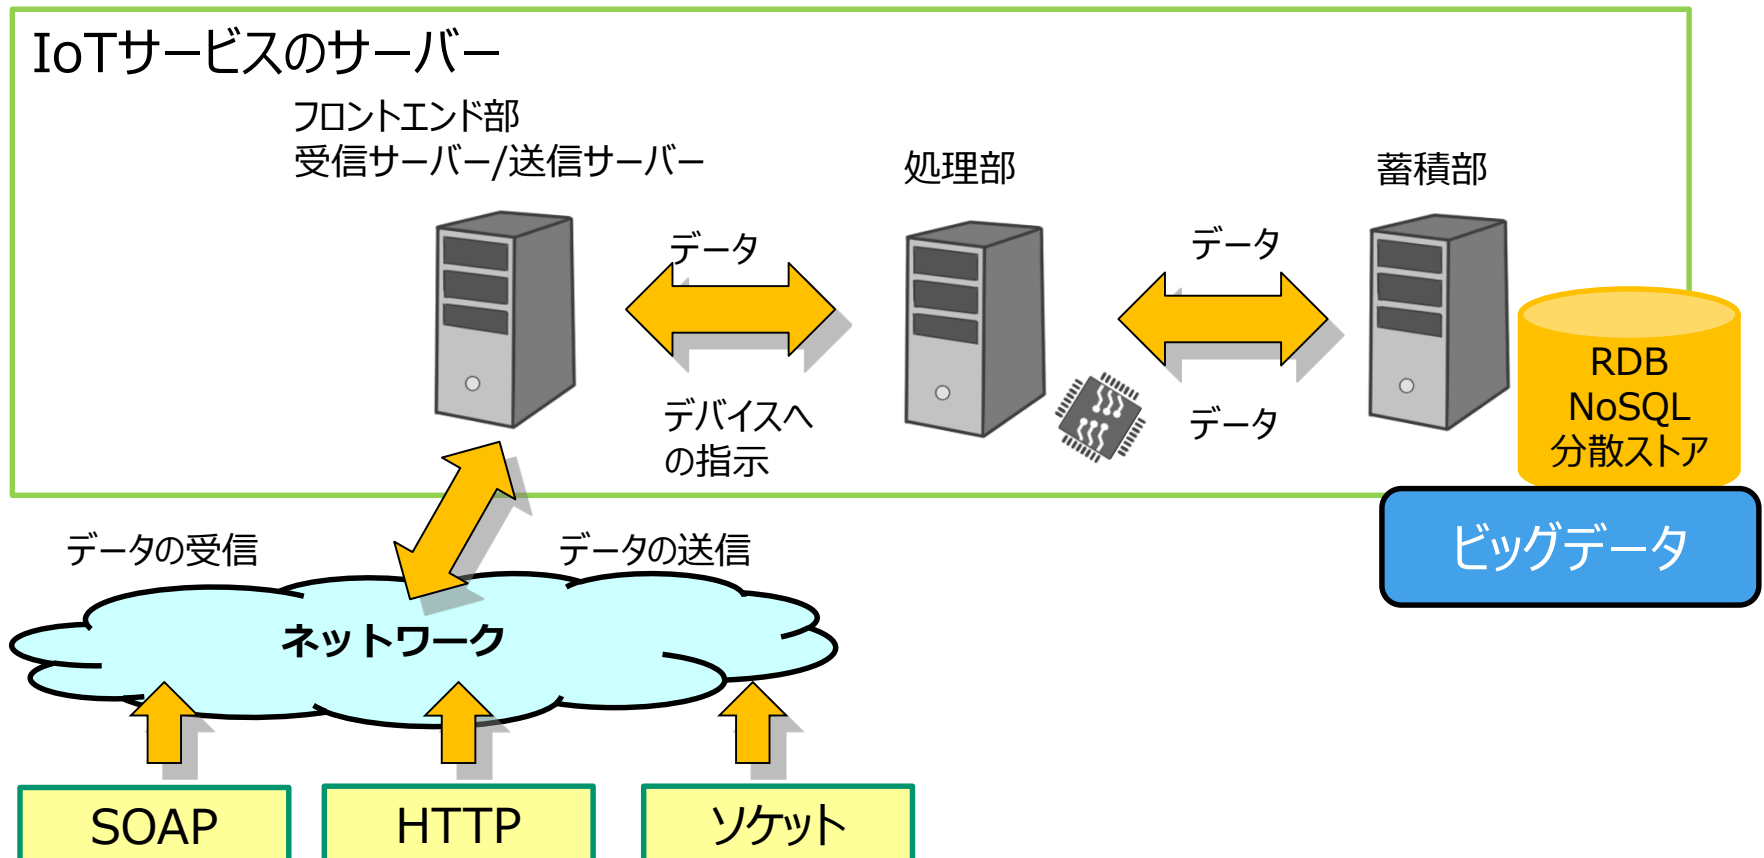 IoTサービスのサーバー
フロントエンド部
受信サーバー/送信サーバー
処理部
蓄積部
データ
データ
デバイスへ
の指示
データ
RDB
NoSQL
分散ストア
ビッグデータ
データの受信
データの送信
ネットワーク
SOAP
HTTP
ソケット